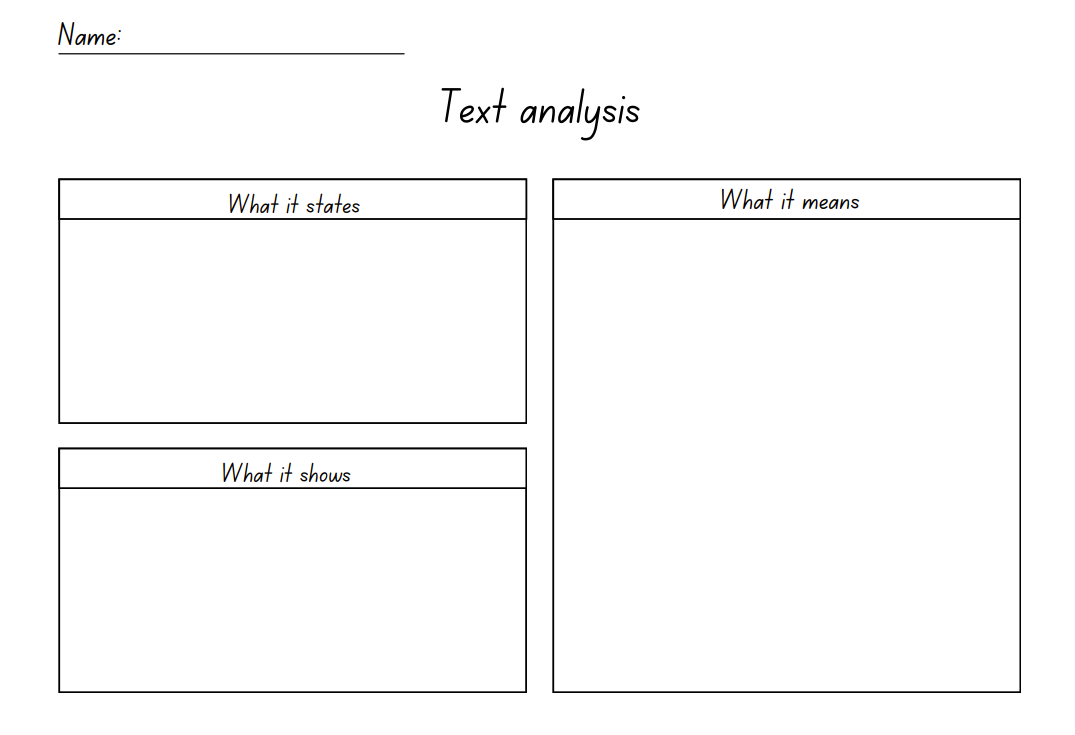 Name:
Text analysis
What it states
What it shows
What it means